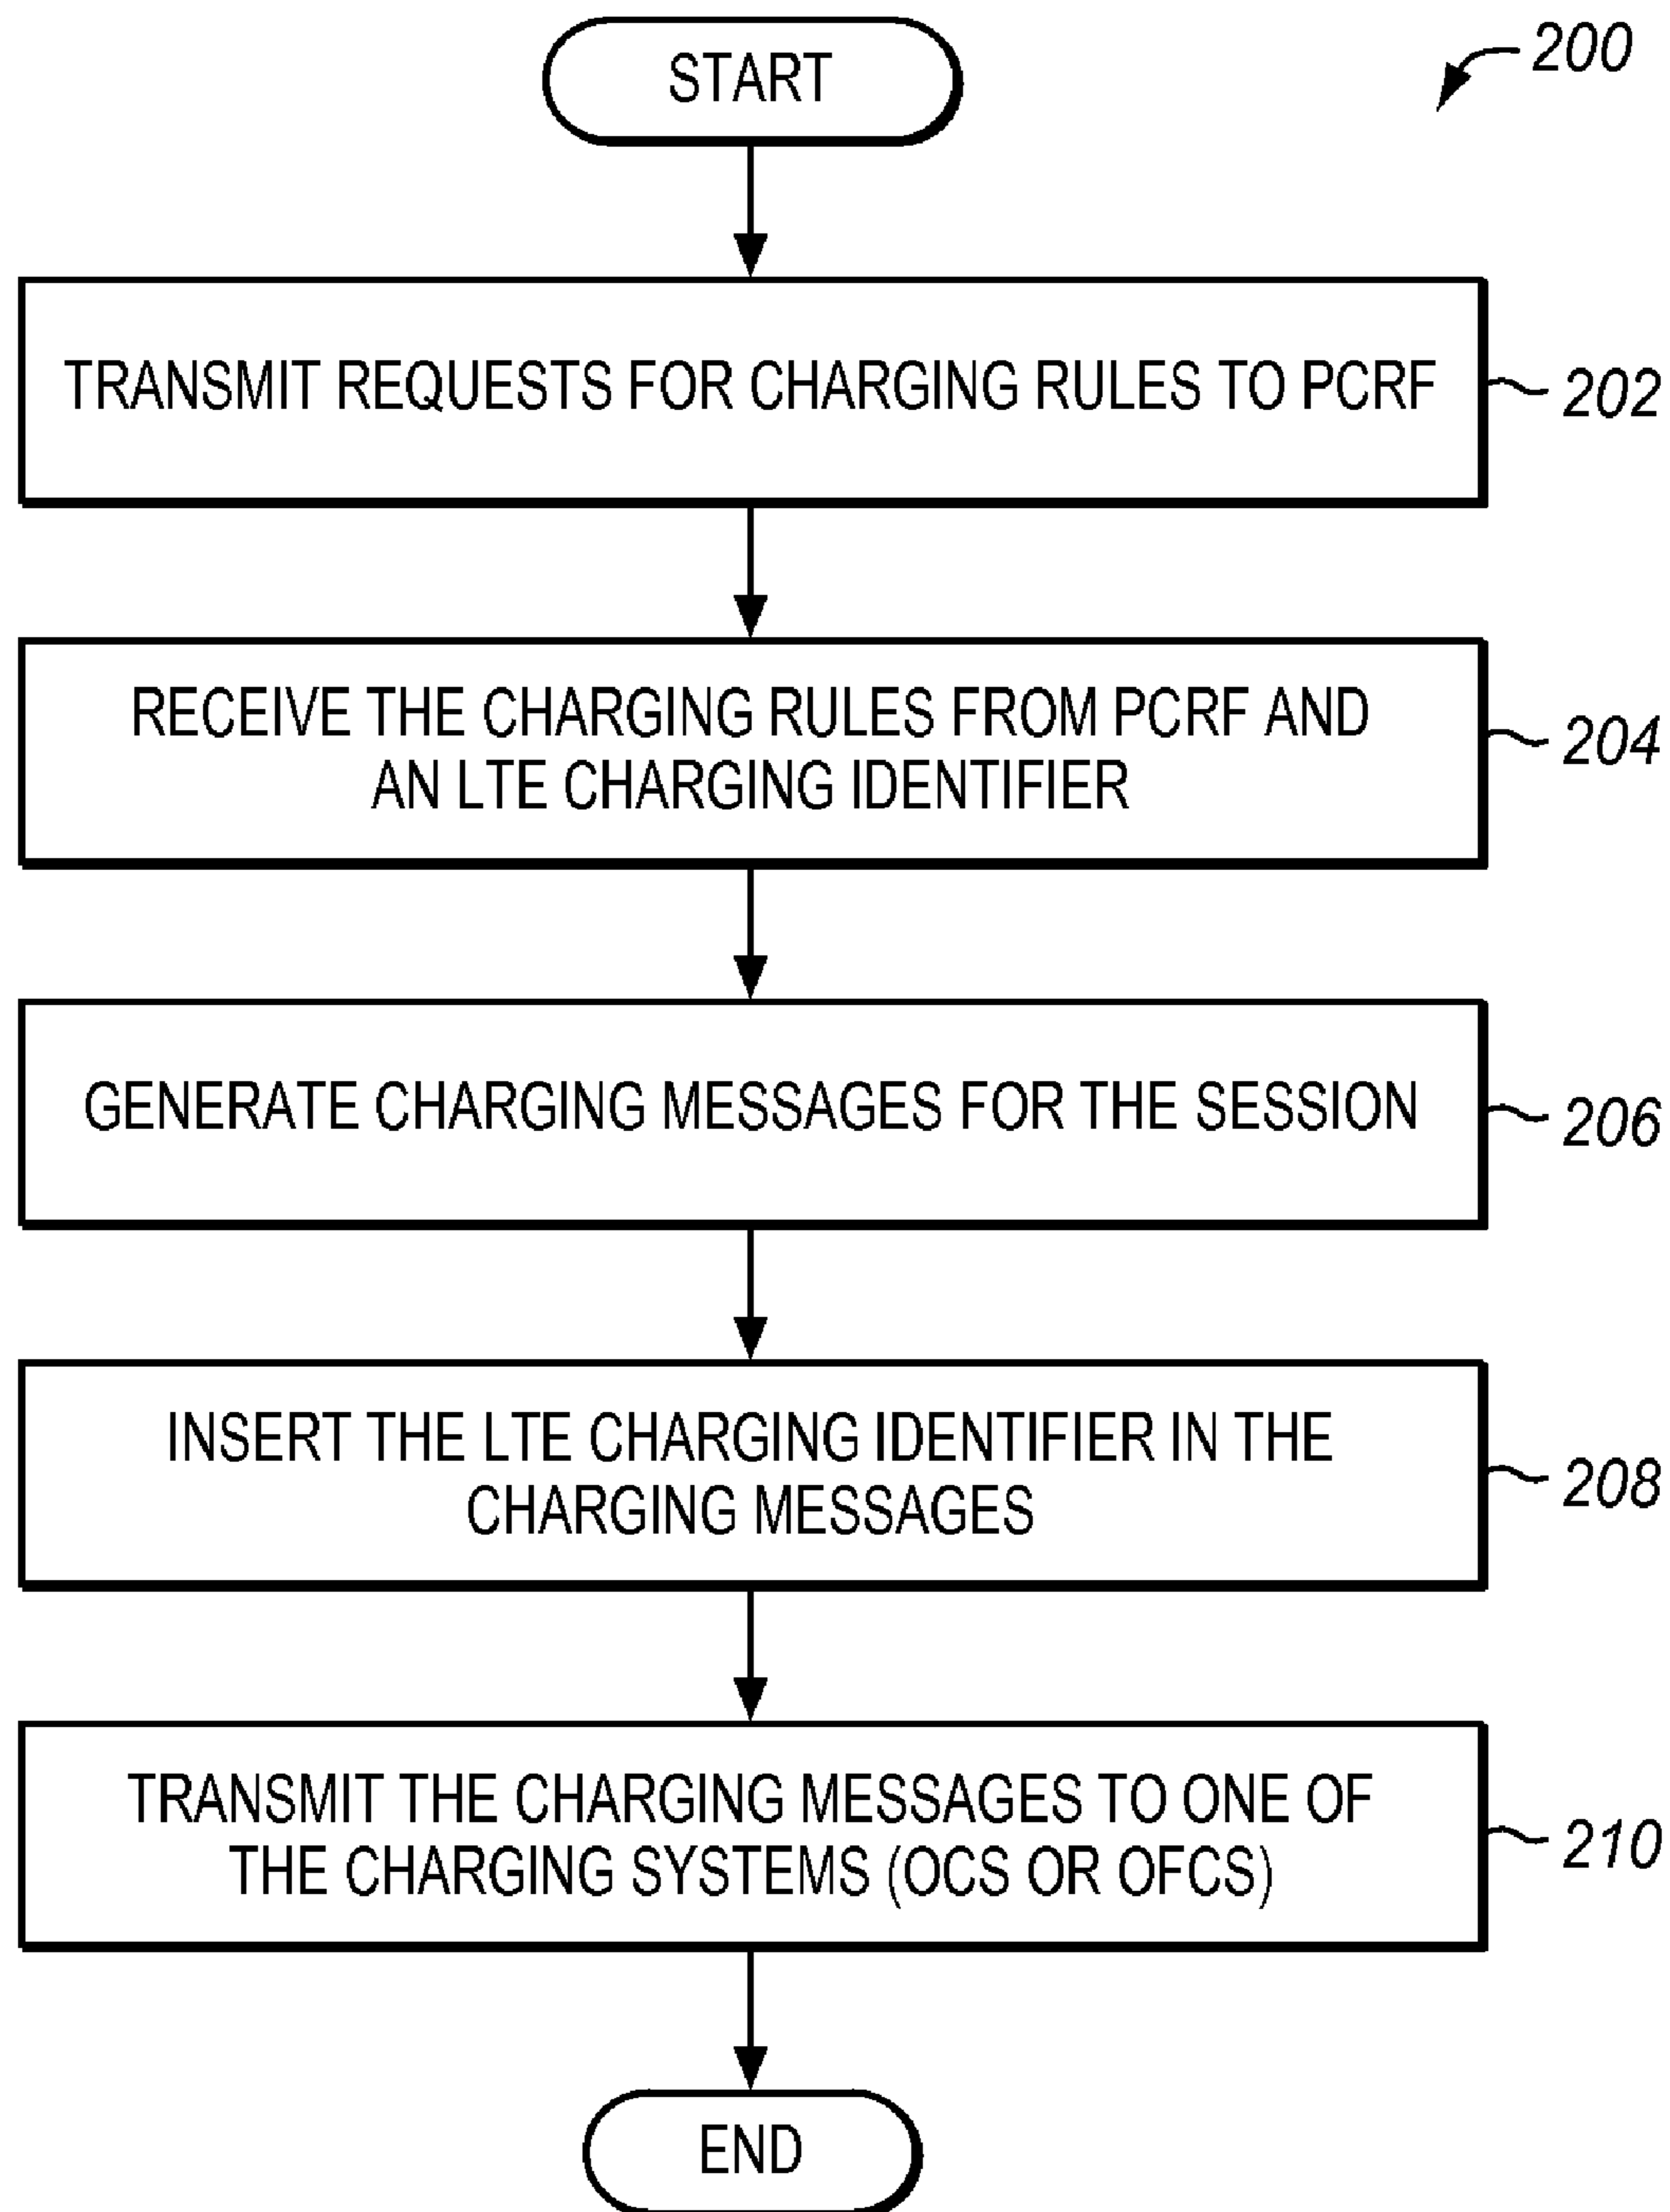 START
200
TRANSMIT REQUESTS FOR CHARGING RULES TO PCRF
202
RECEIVE THE CHARGING RULES FROM PCRF AND
AN LTE CHARGING IDENTIFIER
204
GENERATE CHARGING MESSAGES FOR THE SESSION
206
INSERT THE LTE CHARGING IDENTIFIER IN THE
CHARGING MESSAGES
208
TRANSMIT THE CHARGING MESSAGES TO ONE OF
THE CHARGING SYSTEMS (OCS OR OFCS)
210
END